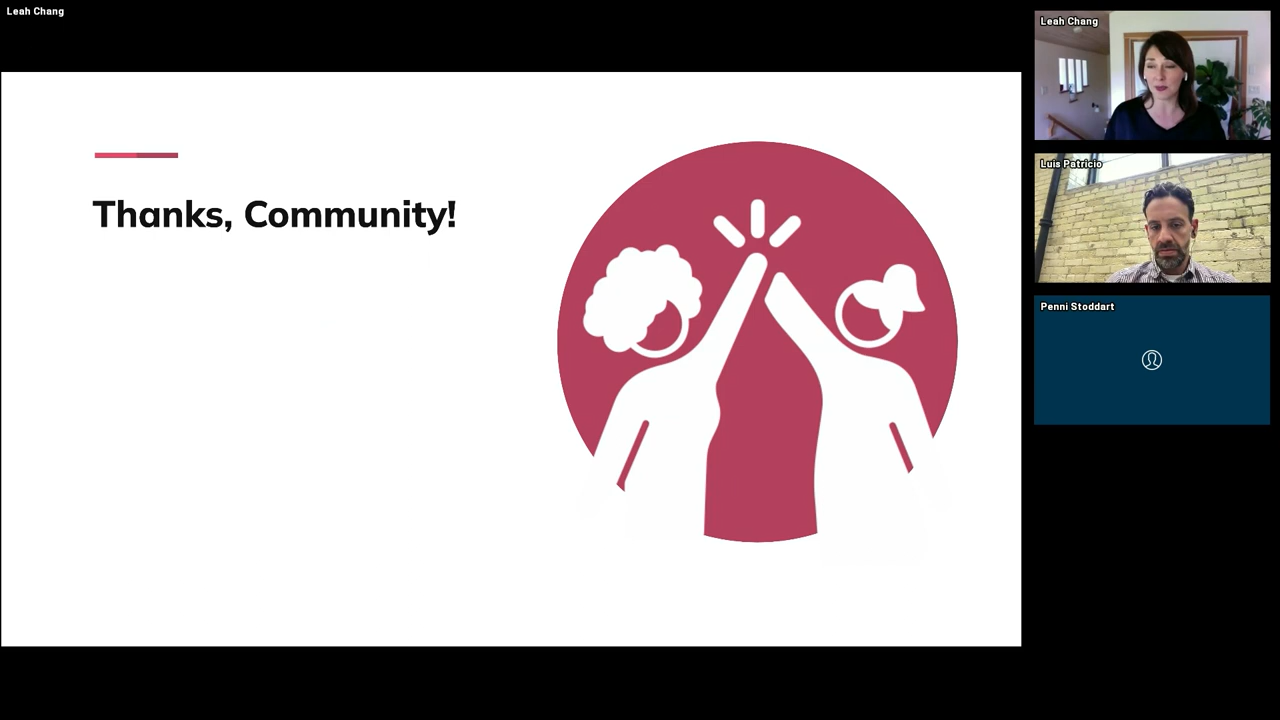 Leah Chang
Thanks, Community!
Leah Chang
Luis Patricio
Penni Stoddart